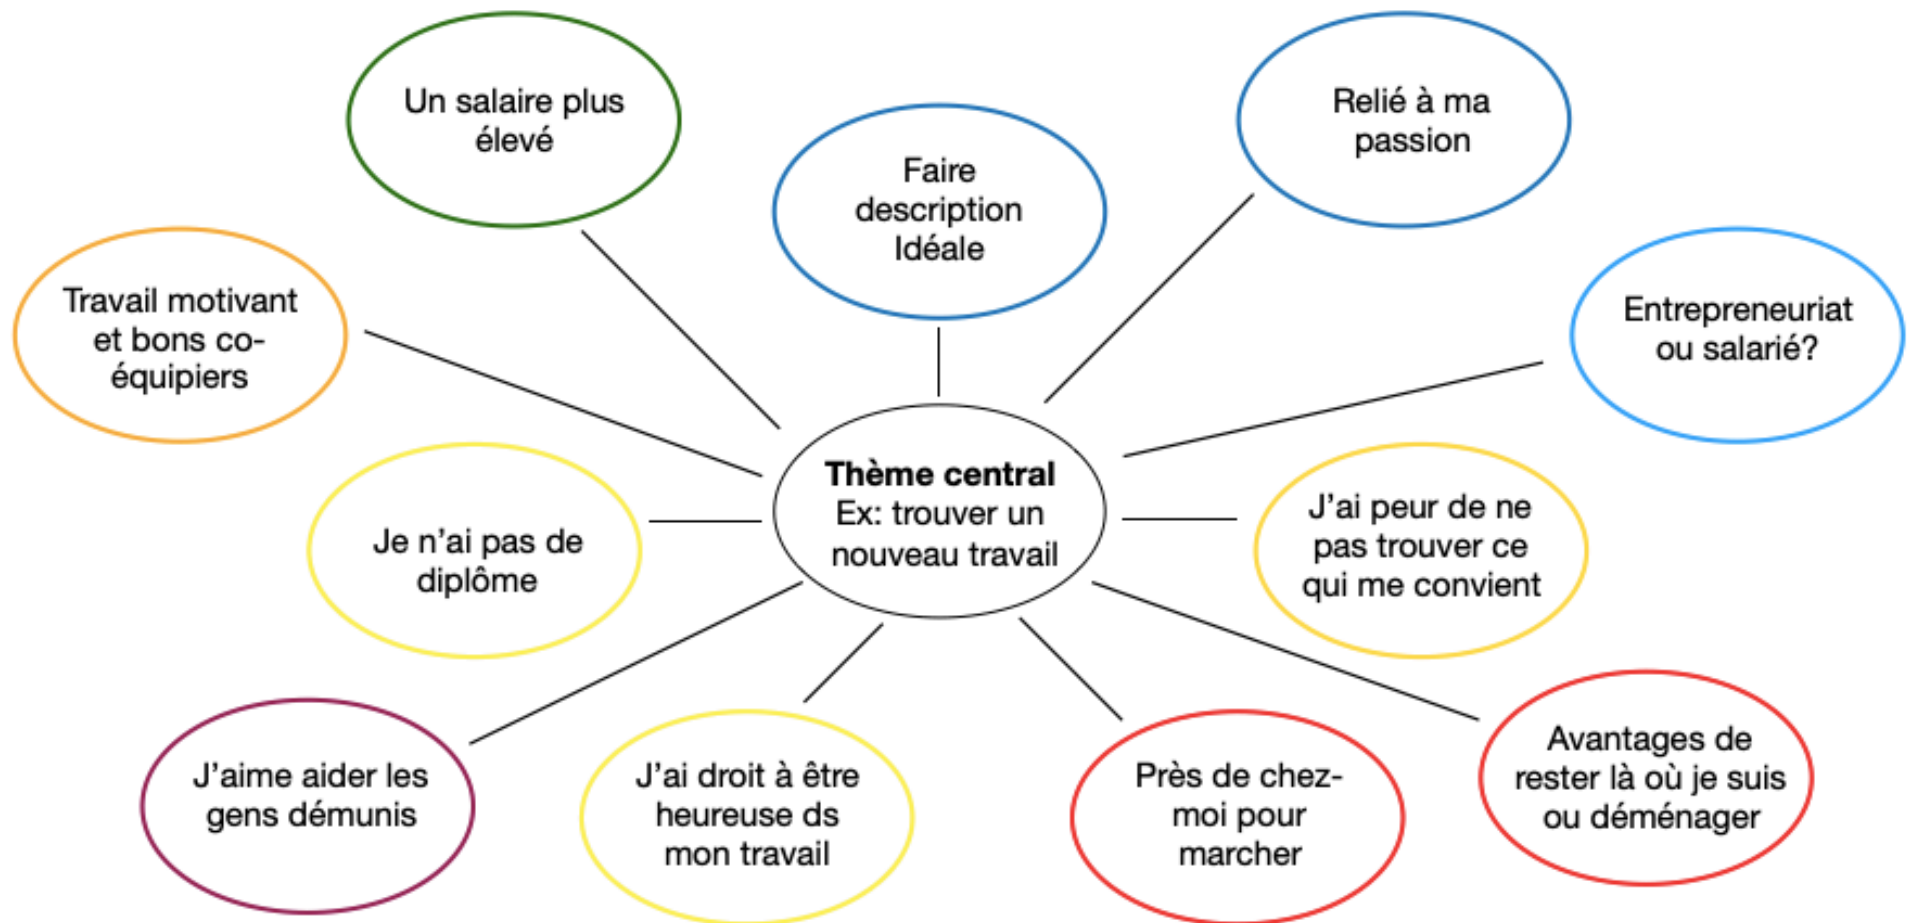 Un salaire plus
élevé
Faire
description
Idéale
Relié à ma
passion
Travail motivant
et bons co-
équipiers
Entrepreneuriat
ou salarié?
Thème central
Ex: trouver un
nouveau travail
Je n’ai pas de
diplôme
J’ai peur de ne
pas trouver ce
qui me convient
J’aime aider les
gens démunis
J’ai droit à être
heureuse ds
mon travail
Près de chez-
moi pour
marcher
Avantages de
rester là où je suis
ou déménager